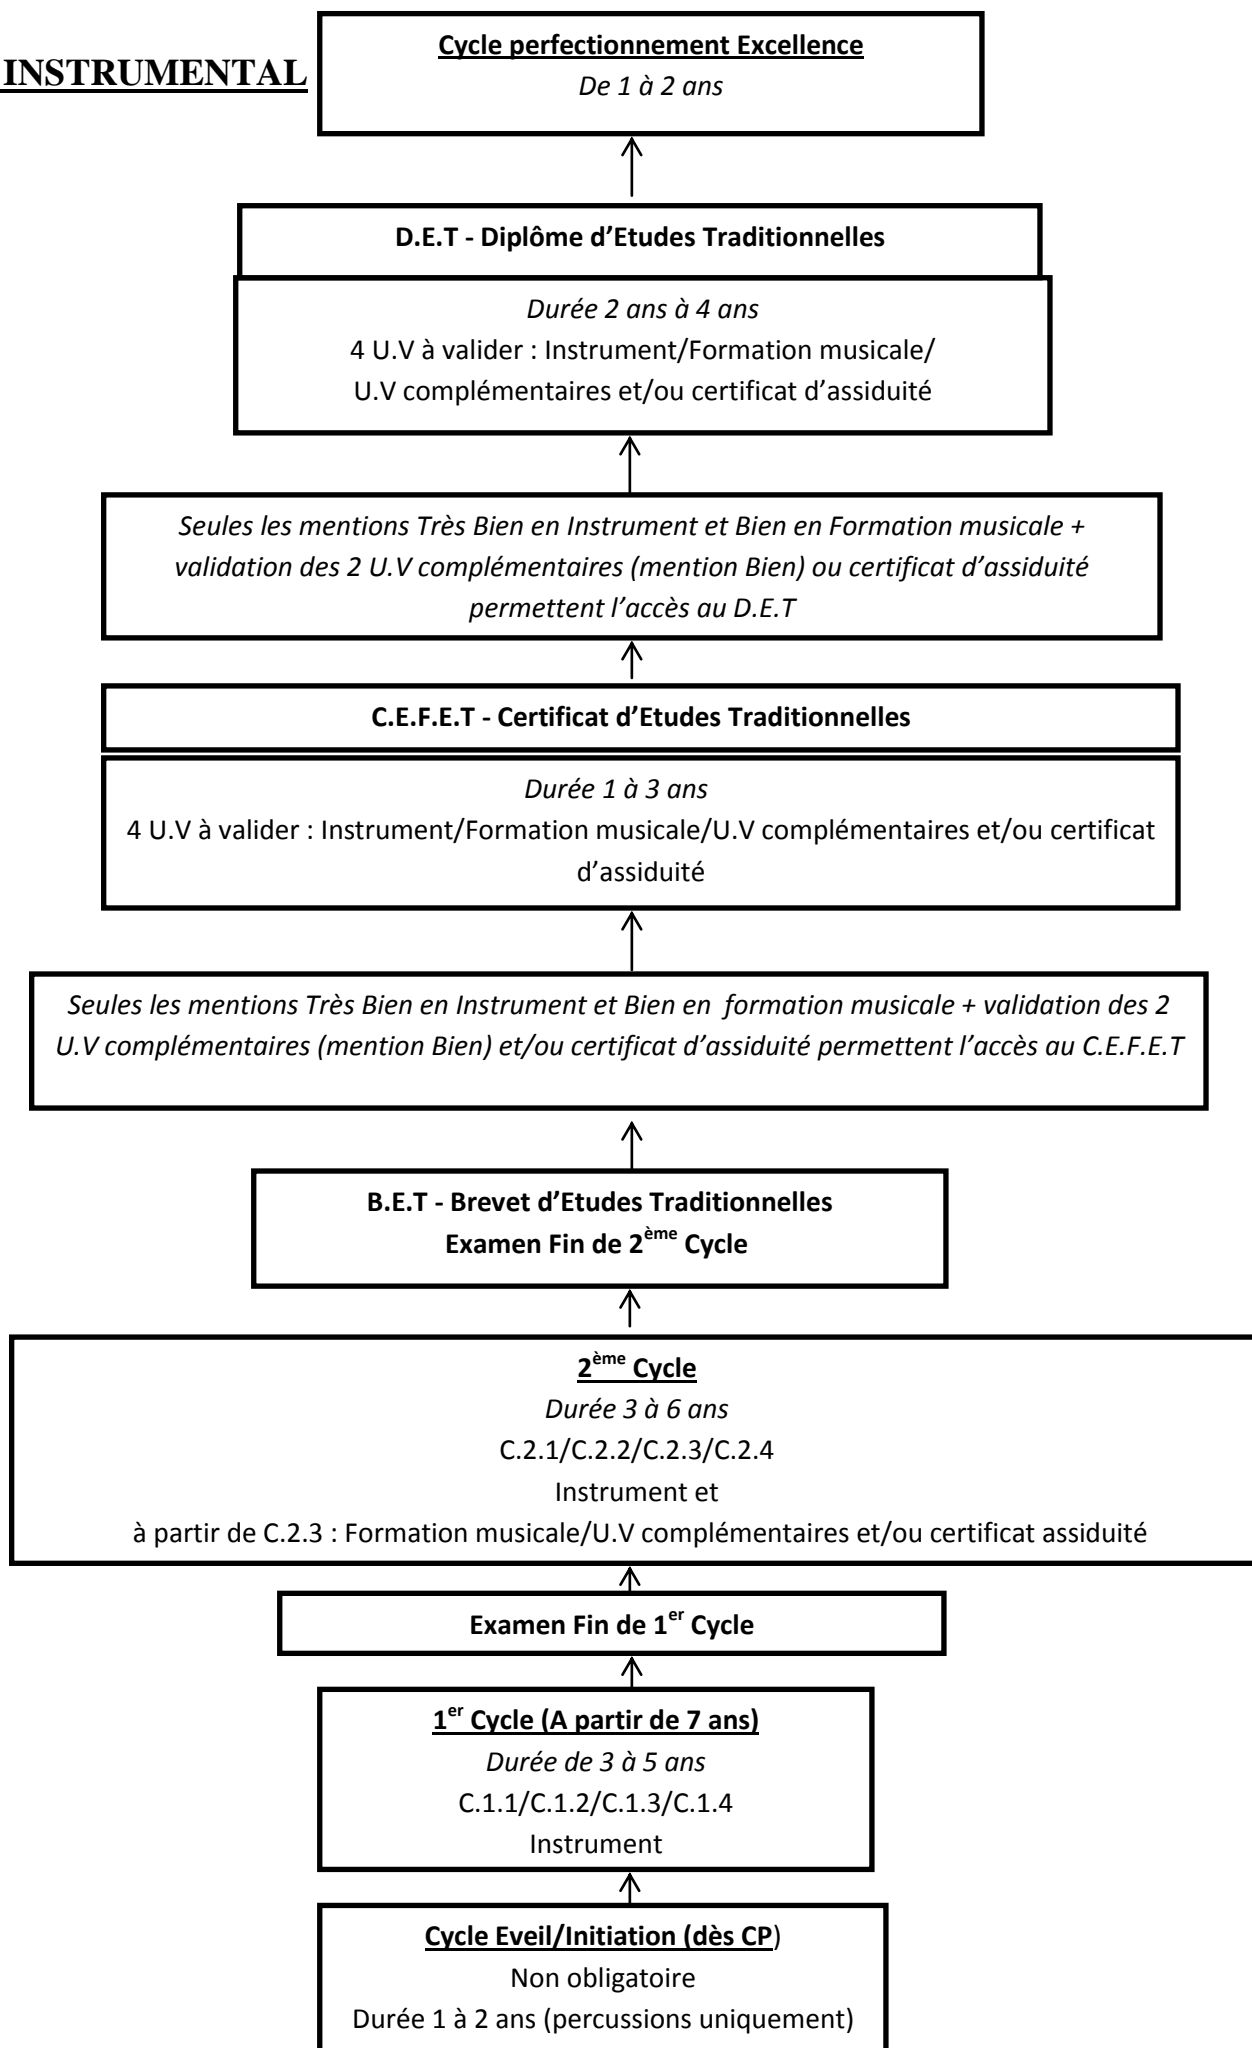 INSTRUMENTAL
Cycle perfectionnement Excellence
De 1 à 2 ans
D.E.T - Diplôme d’Etudes Traditionnelles
Durée 2 ans à 4 ans
4 U.V à valider : Instrument/Formation musicale/
U.V complémentaires et/ou certificat d’assiduité
Seules les mentions Très Bien en Instrument et Bien en Formation musicale +
validation des 2 U.V complémentaires (mention Bien) ou certificat d’assiduité
permettent l’accès au D.E.T
C.E.F.E.T - Certificat d’Etudes Traditionnelles
Durée 1 à 3 ans
4 U.V à valider : Instrument/Formation musicale/U.V complémentaires et/ou certificat
d’assiduité
Seules les mentions Très Bien en Instrument et Bien en formation musicale + validation des 2
U.V complémentaires (mention Bien) et/ou certificat d’assiduité permettent l’accès au C.E.F.E.T
B.E.T - Brevet d’Etudes Traditionnelles
Examen Fin de 2ème Cycle
2ème Cycle
Durée 3 à 6 ans
C.2.1/C.2.2/C.2.3/C.2.4
Instrument et
à partir de C.2.3 : Formation musicale/U.V complémentaires et/ou certificat assiduité
Examen Fin de 1er Cycle
1er Cycle (A partir de 7 ans)
Durée de 3 à 5 ans
C.1.1/C.1.2/C.1.3/C.1.4
Instrument
Cycle Eveil/Initiation (dès CP)
Non obligatoire
Durée 1 à 2 ans (percussions uniquement)